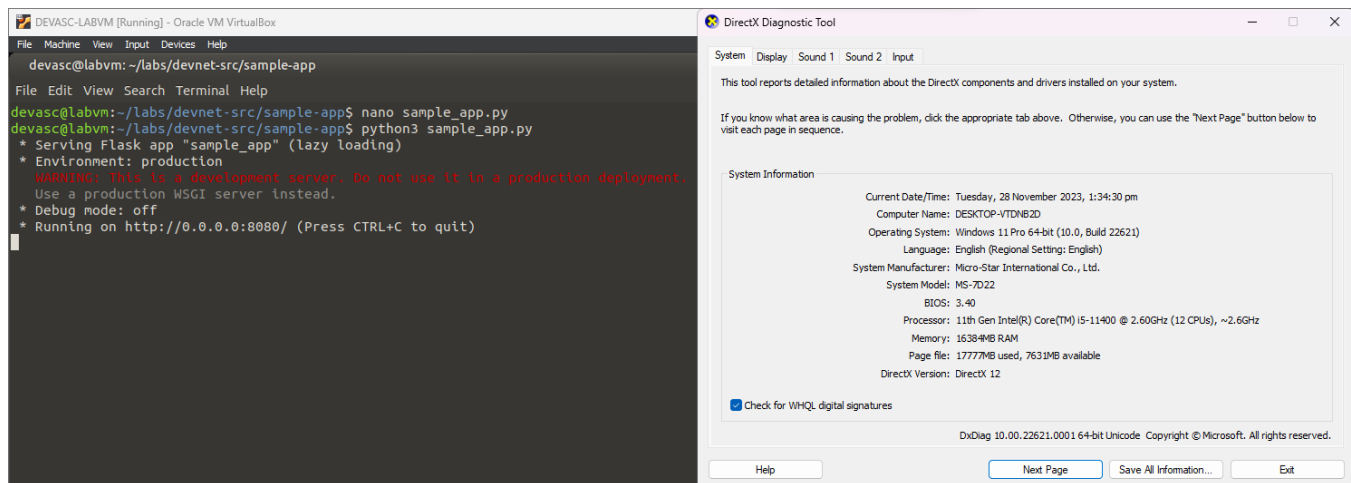 DEVASC-LABVM [Running] - Oracle VM VirtualBox
File Machine View Input Devices Help
devasc@labvm: ~/labs/devnet-src/sample-app
File Edit View Search Terminal Help
devasc@labvm:~/labs/devnet-src/sample-app$ nano sample_app.py
devasc@labvm:~/labs/devnet-src/sample-app$ python3 sample_app.py
* Serving Flask app "sample_app" (lazy loading)
* Environment: production
WARNING: This is a development server. Do not use it in a production deployment.
Use a production WSGI server instead.
* Debug mode: off
* Running on http://0.0.0.0:8080/ (Press CTRL+C to quit)
DirectX Diagnostic Tool
System Display Sound 1 Sound 2 Input
This tool reports detailed information about the DirectX components and drivers installed on your system.
If you know what area is causing the problem, click the appropriate tab above. Otherwise, you can use the "Next Page" button below to
visit each page in sequence.
System Information
Current Date/Time: Tuesday, 28 November 2023, 1:34:30 pm
Computer Name: DESKTOP-VTDNB2D
Operating System: Windows 11 Pro 64-bit (10.0, Build 22621)
Language: English (Regional Setting: English)
System Manufacturer: Micro-Star International Co., Ltd.
System Model: MS-7D22
BIOS: 3.40
Processor: 11th Gen Intel(R) Core(TM) i5-11400 @ 2.60GHz (12 CPUs), ~2.6GHz
Memory: 16384MB RAM
Page file: 17777MB used, 7631MB available
DirectX Version: DirectX 12
Check for WHQL digital signatures
DxDiag 10.00.22621.0001 64-bit Unicode Copyright © Microsoft. All rights reserved.
Help Next Page Save All Information... Exit